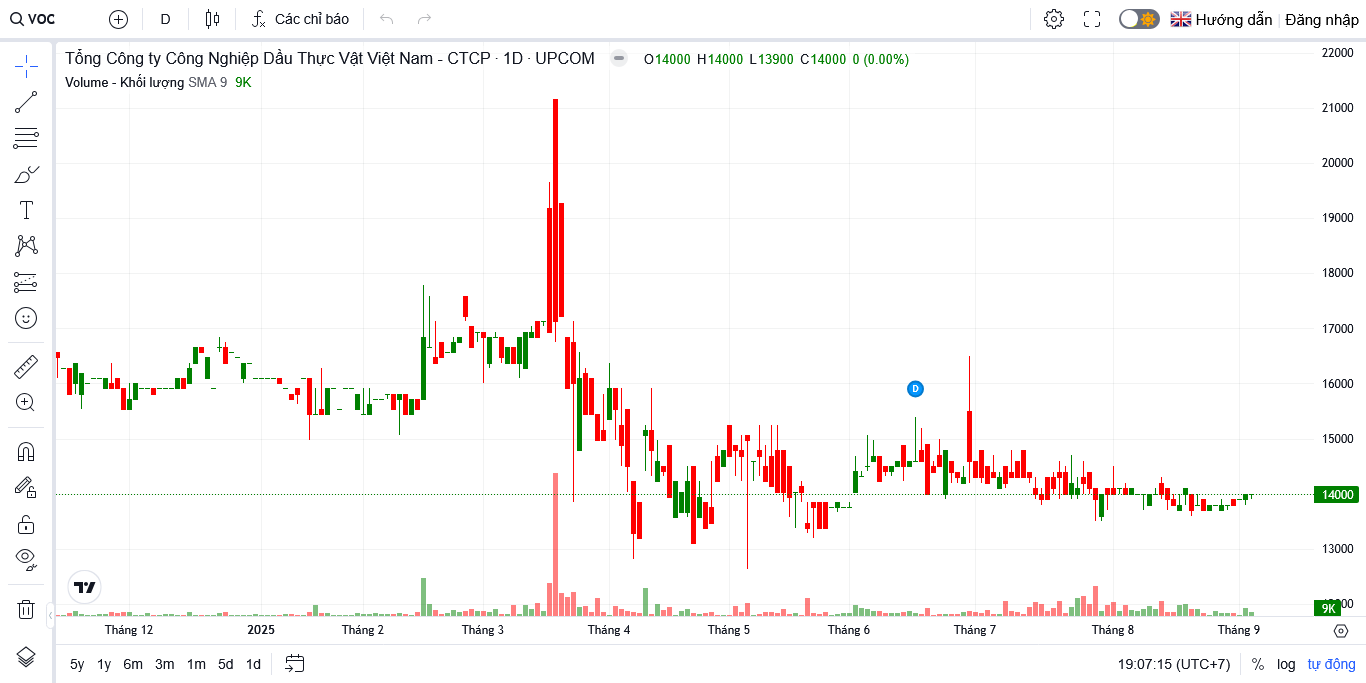 VOC D Các chỉ báo Hướng dẫn Đăng nhập
Tổng Công ty Công Nghiệp Dầu Thực Vật Việt Nam - CTCP · 1D · UPCOM O14000 H14000 L13900 C14000 0 (0.00%)
Volume - Khối lượng SMA 9 9K
22000
21000
20000
19000
18000
17000
16000
D
15000
14000
13000
9K
Tháng 12 2025 Tháng 2 Tháng 3 Tháng 4 Tháng 5 Tháng 6 Tháng 7 Tháng 8 Tháng 9
5y 1y 6m 3m 1m 5d 1d 19:07:15 (UTC+7) % log tự động